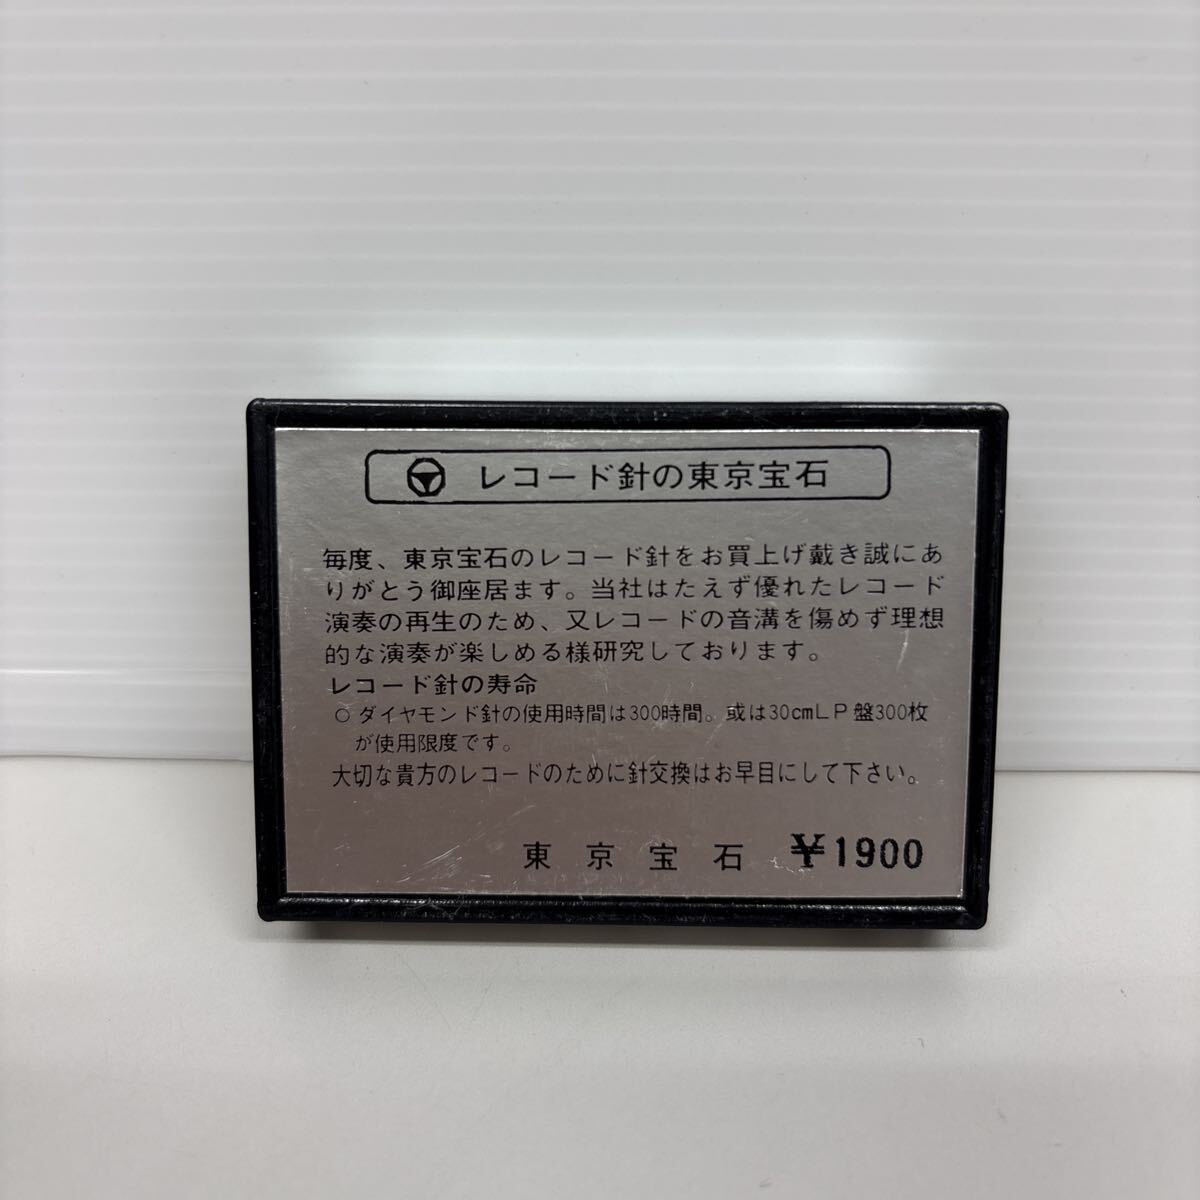 レコード針の東京宝石
毎度、東京宝石のレコード針をお買上げ戴き誠にあ
りがとう御座居ます。当社はたえず優れたレコード
演奏の再生のため、又レコードの音溝を傷めず理想
的な演奏が楽しめる様研究しております。
レコード針の寿命
○ダイヤモンド針の使用時間は300時間。或は30cmLP盤300枚
が使用限度です。
大切な貴方のレコードのために針交換はお早目にして下さい。
東京宝石 ¥1900